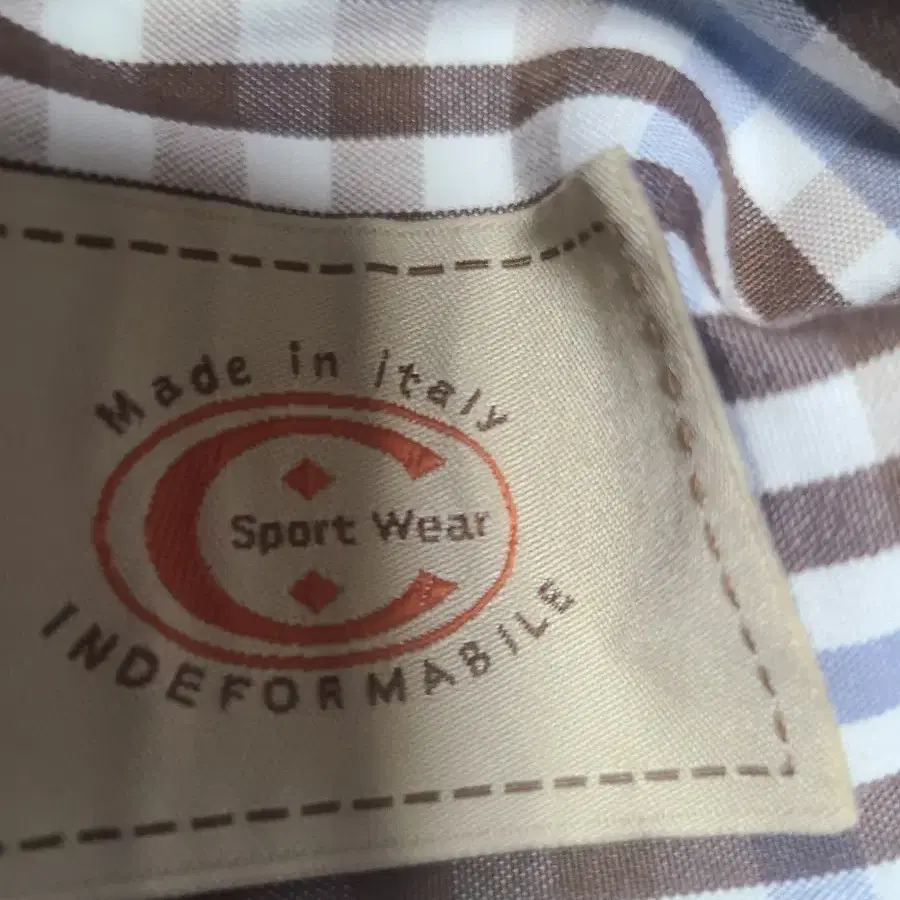 Made in italy
C
Sport Wear
INDEFORMABiLE